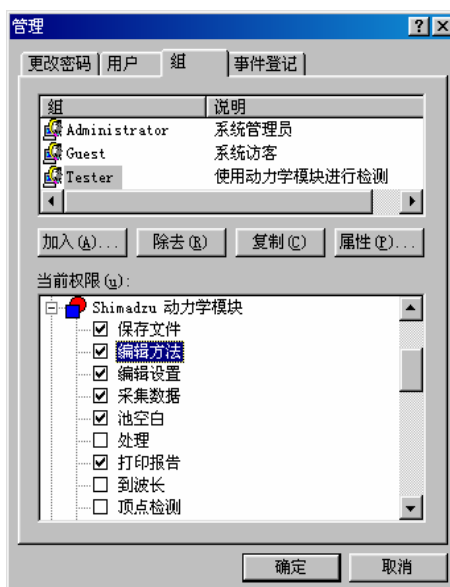 管理
更改密码 用户 组 事件登记
组 说明
Administrator 系统管理员
Guest 系统访客
Tester 使用动力学模块进行检测
加入(A)... 除去(R) 复制(C) 属性(P)...
当前权限(u):
Shimadzu 动力学模块
保存文件
编辑方法
编辑设置
采集数据
池空白
处理
打印报告
到波长
顶点检测
确定 取消